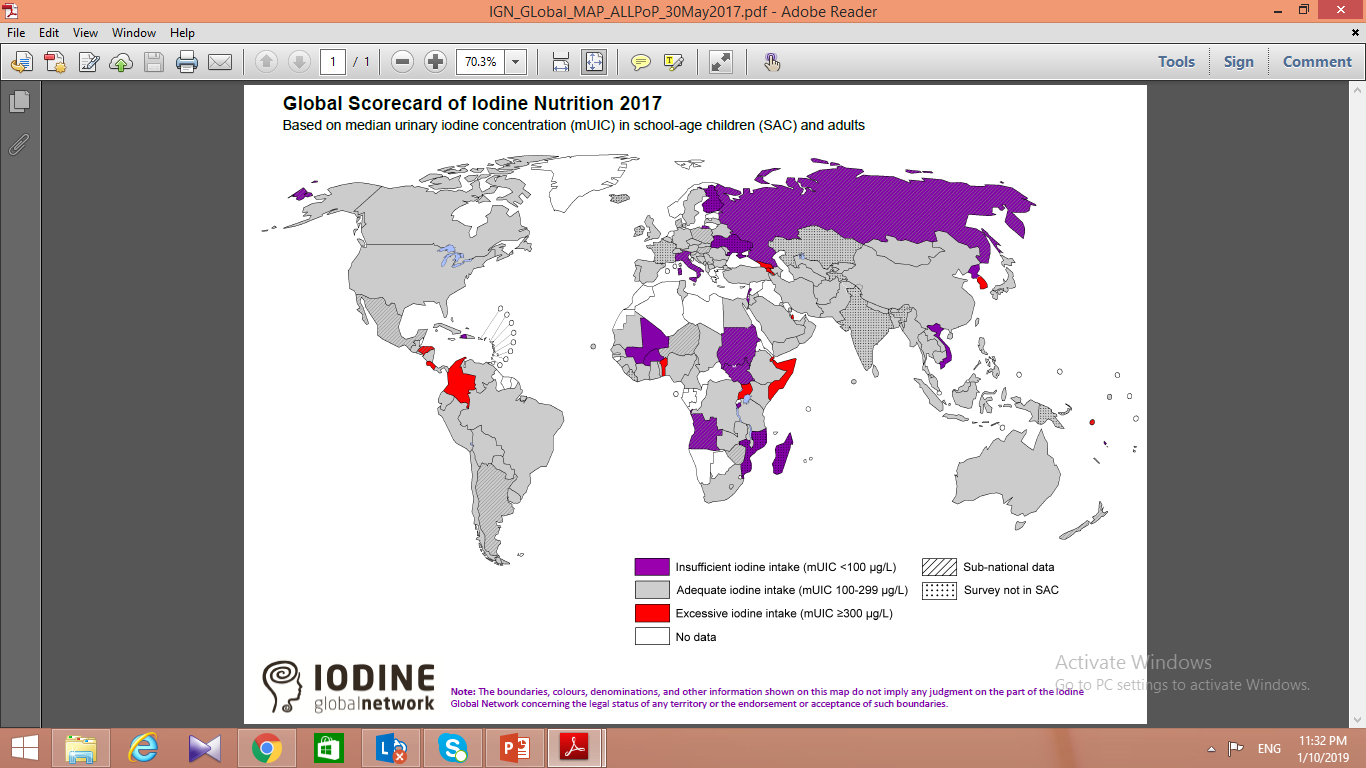 IGN_GLobal_MAP_ALLPoP_30May2017.pdf - Adobe Reader
File Edit View Window Help
1 / 1 70.3% Tools Sign Comment
Global Scorecard of Iodine Nutrition 2017
Based on median urinary iodine concentration (mUIC) in school-age children (SAC) and adults
Insufficient iodine intake (mUIC <100 µg/L) Sub-national data
Adequate iodine intake (mUIC 100-299 µg/L) Survey not in SAC
Excessive iodine intake (mUIC ≥300 µg/L)
No data
Activate Windows
Go to PC settings to activate Windows.
IODINE
globalnetwork
Note: The boundaries, colours, denominations, and other information shown on this map do not imply any judgment on the part of the Iodine
Global Network concerning the legal status of any territory or the endorsement or acceptance of such boundaries.
ENG
11:32 PM
1/10/2019